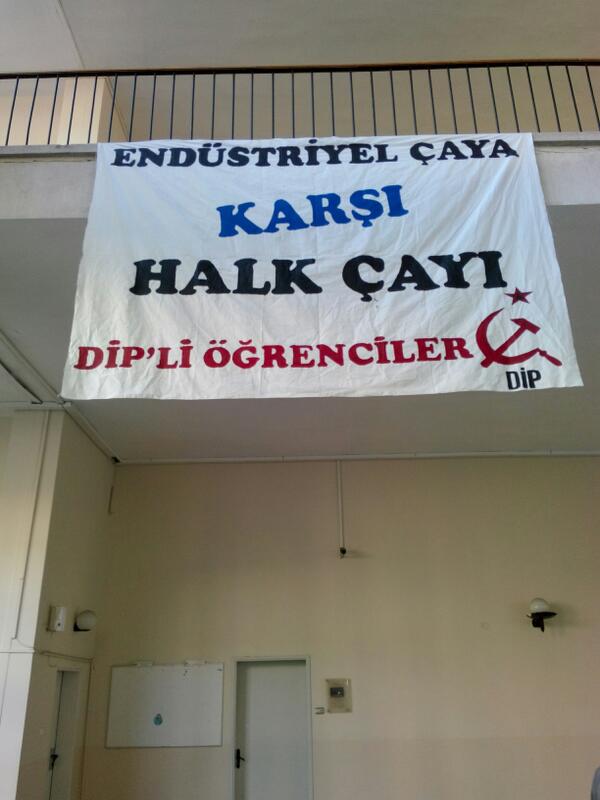 ENDÜSTRİYEL ÇAYA
KARŞI
HALK ÇAYI
DİP'Lİ ÖĞRENCİLER
DİP